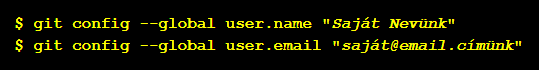 $ git config --global user.name "Saját Nevünk"
$ git config --global user.email "saját@email.címünk"